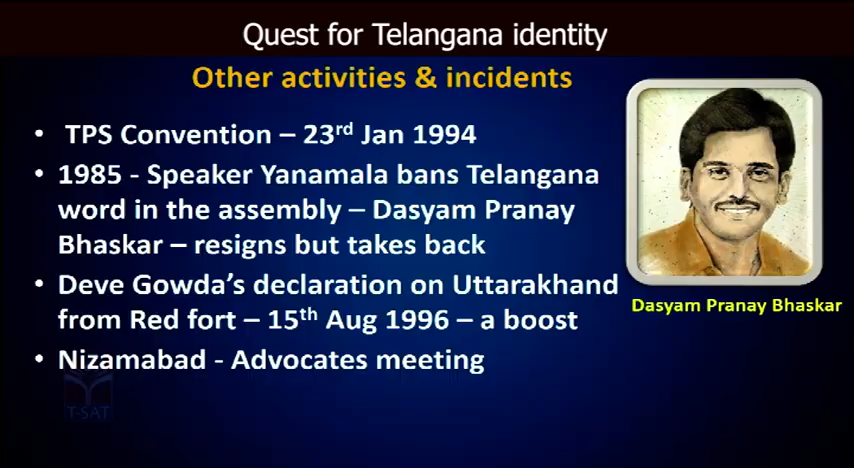 Quest for Telangana identity
Other activities & incidents
• TPS Convention – 23rd Jan 1994
• 1985 - Speaker Yanamala bans Telangana
word in the assembly – Dasyam Pranay
Bhaskar – resigns but takes back
• Deve Gowda's declaration on Uttarakhand
from Red fort – 15th Aug 1996 – a boost
• Nizamabad - Advocates meeting
Dasyam Pranay Bhaskar
T-SAT